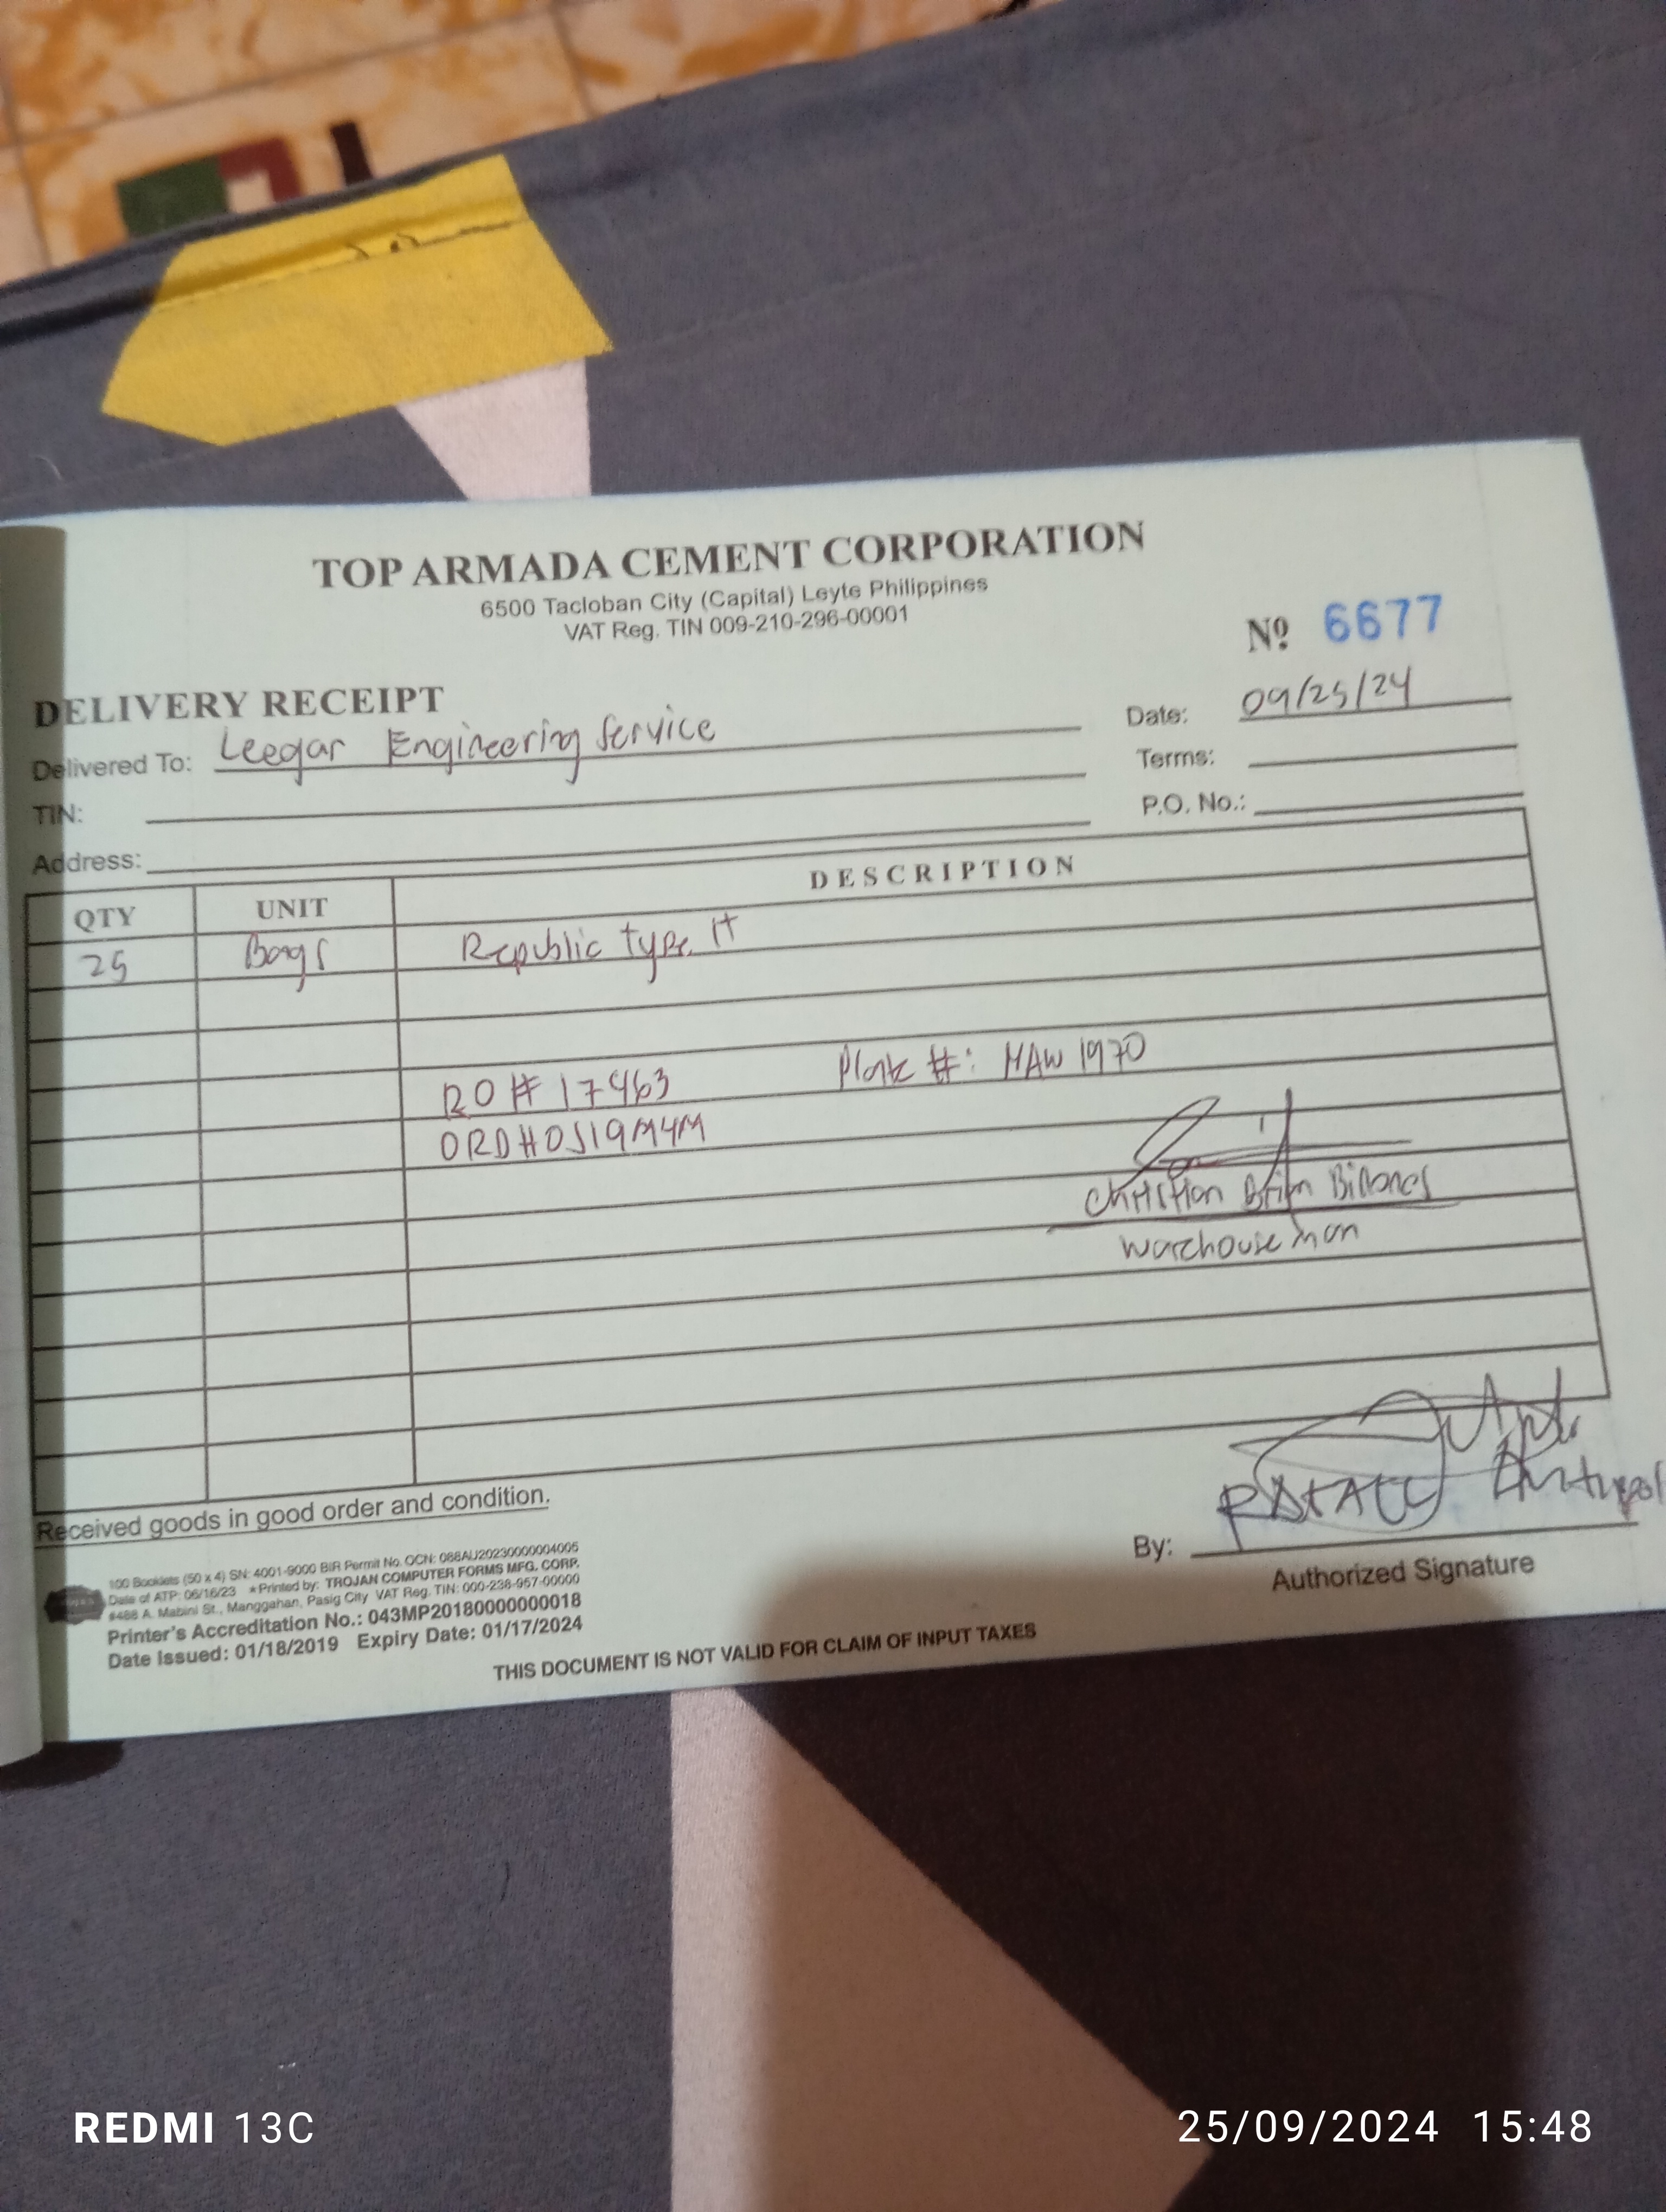 TOP ARMADA CEMENT CORPORATION
6500 Tacloban City (Capital) Leyte Philippines
VAT Reg. TIN 009-210-296-00001
Nº 6677
DELIVERY RECEIPT
Date: 09/25/24
Delivered To: Leegar Engineering Service
Terms:
TIN:
P.O. No.:
Address:
QTY UNIT DESCRIPTION
25 Bags Republic type 1T
RO # 17463 Plate #: MAW 1970
ORD#0J19M4M
Christian Billones
warehouse man
Received goods in good order and condition.
By:
Authorized Signature
100 Booklets (50 x 4) SN: 4001-9000 BIR Permit No. OCN: 088AU20230000004005
Date of ATP: 06/16/23 *Printed by: TROJAN COMPUTER FORMS MFG. CORP.
#488 A. Mabini St., Manggahan, Pasig City VAT Reg. TIN: 000-238-957-00000
Printer's Accreditation No.: 043MP20180000000018
Date Issued: 01/18/2019 Expiry Date: 01/17/2024
THIS DOCUMENT IS NOT VALID FOR CLAIM OF INPUT TAXES
REDMI 13C
25/09/2024 15:48